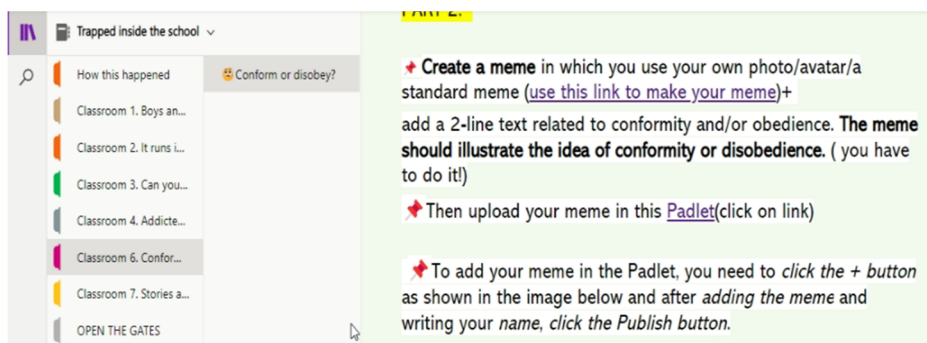 PART 2:
Trapped inside the school
How this happened
Classroom 1. Boys an...
Classroom 2. It runs i...
Classroom 3. Can you...
Classroom 4. Addicte...
Classroom 6. Confor...
Classroom 7. Stories a...
OPEN THE GATES
Conform or disobey?
Create a meme in which you use your own photo/avatar/a
standard meme (use this link to make your meme)+
add a 2-line text related to conformity and/or obedience. The meme
should illustrate the idea of conformity or disobedience. ( you have
to do it!)
Then upload your meme in this Padlet(click on link)
To add your meme in the Padlet, you need to click the + button
as shown in the image below and after adding the meme and
writing your name, click the Publish button.